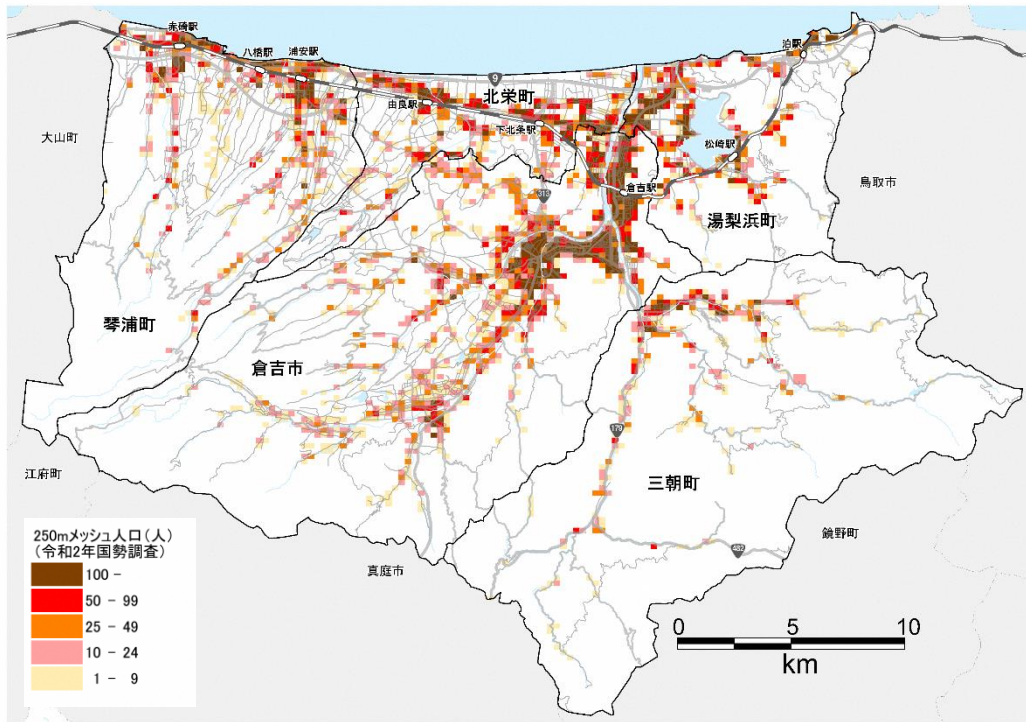 赤碕駅
八橋駅
浦安駅
泊駅
9
北栄町
由良駅
下北条駅
大山町
松崎駅
倉吉駅
鳥取市
313
湯梨浜町
琴浦町
倉吉市
179
三朝町
江府町
鏡野町
482
真庭市
250mメッシュ人口(人)
(令和2年国勢調査)
100 -
50 - 99
25 - 49
10 - 24
1 - 9
0 5 10
km